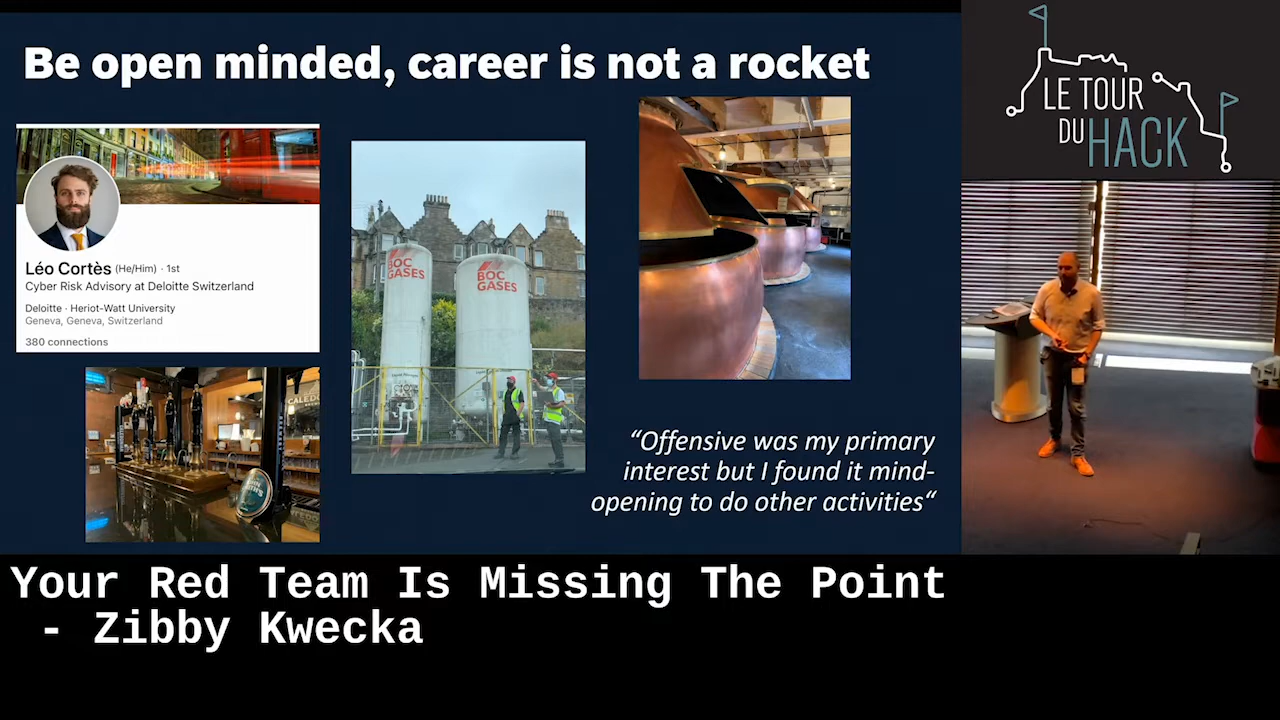 Be open minded, career is not a rocket
LE TOUR
DU HACK
Léo Cortès (He/Him) · 1st
Cyber Risk Advisory at Deloitte Switzerland
Deloitte · Heriot-Watt University
Geneva, Geneva, Switzerland
380 connections
BOC
GASES
BOC
GASES
“Offensive was my primary
interest but I found it mind-
opening to do other activities“
Your Red Team Is Missing The Point
- Zibby Kwecka